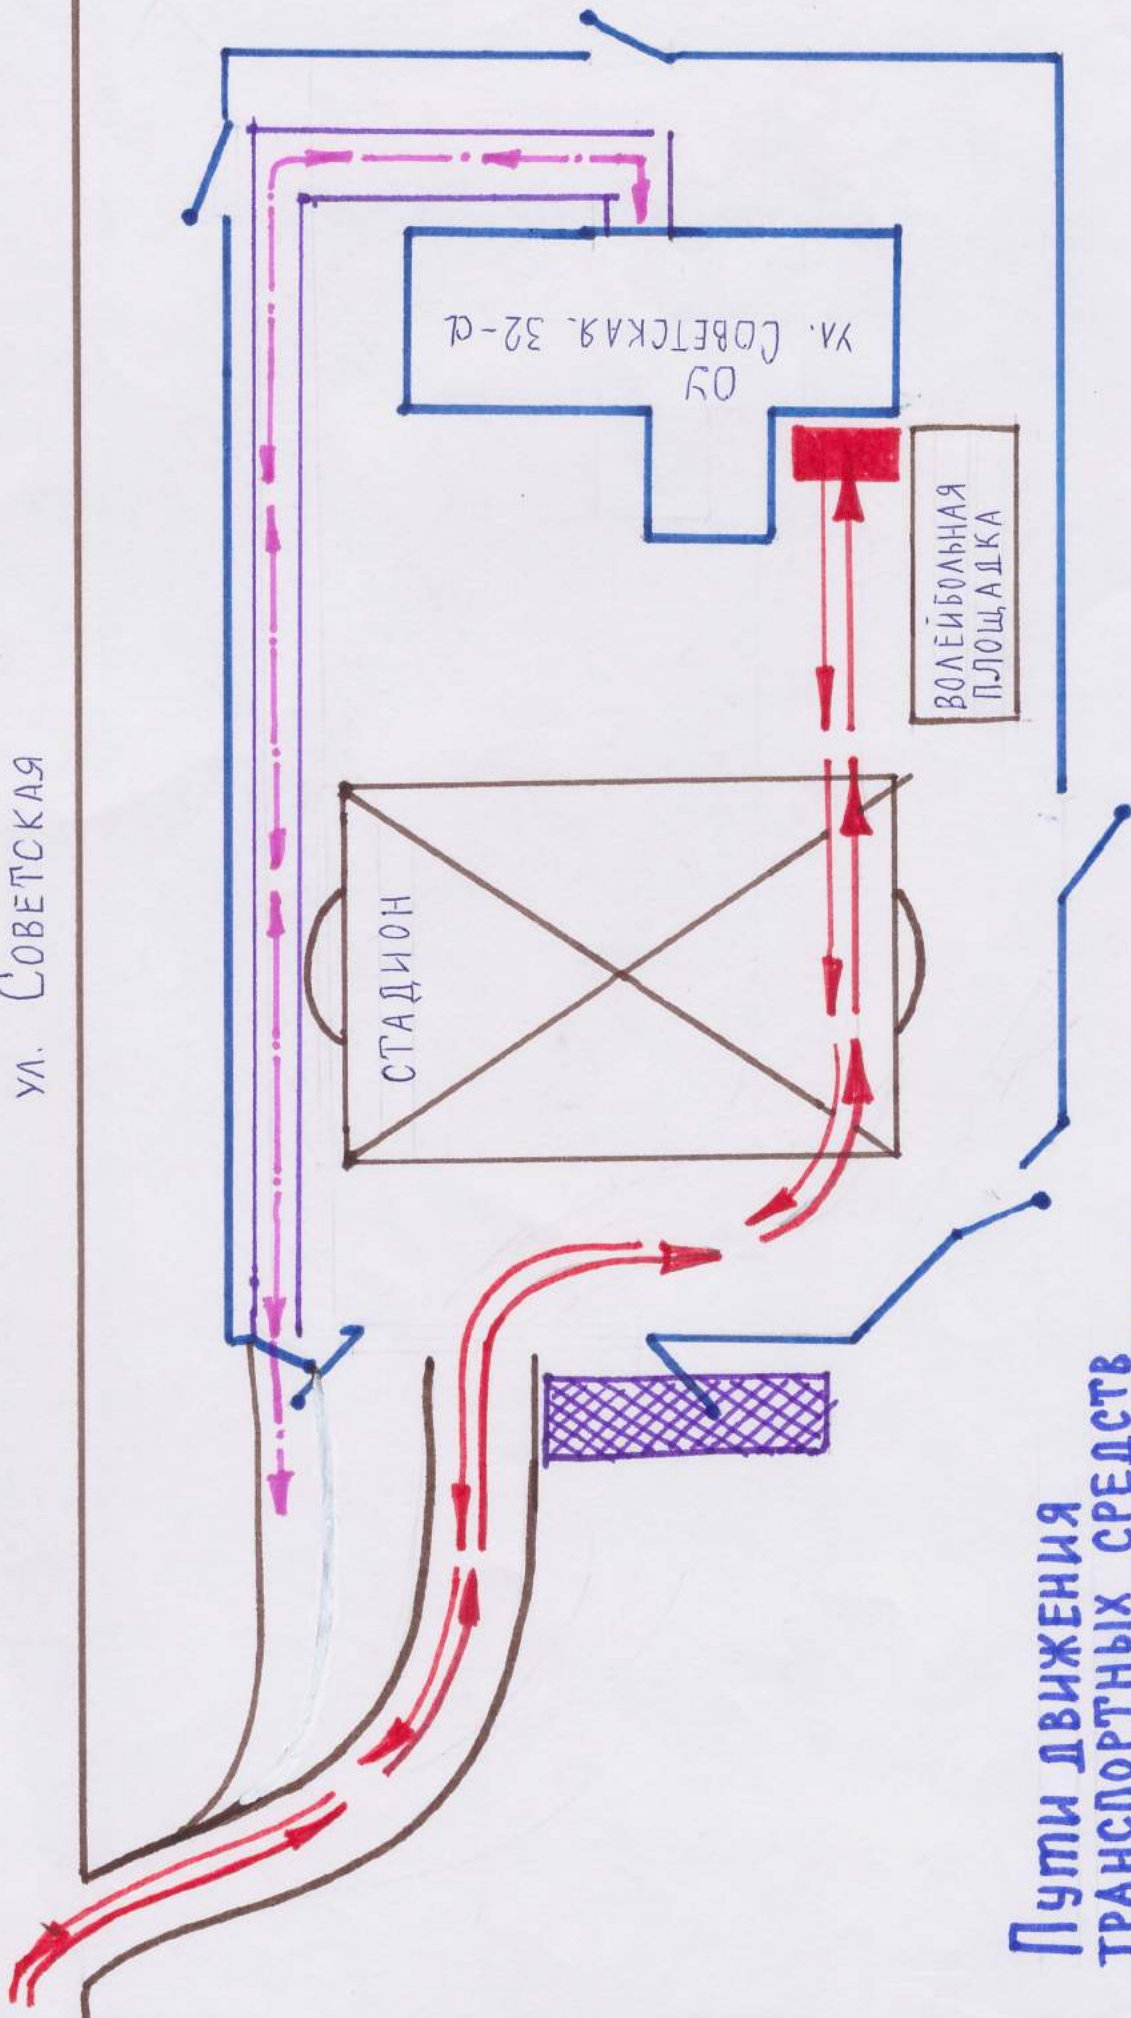 ул. СОВЕТСКАЯ
СТАДИОН
ОУ
ул. СОВЕТСКАЯ. 32-а
ВОЛЕЙБОЛЬНАЯ
ПЛОЩАДКА
Пути движения
ТРАНСПОРТНЫХ СРЕДСТВ